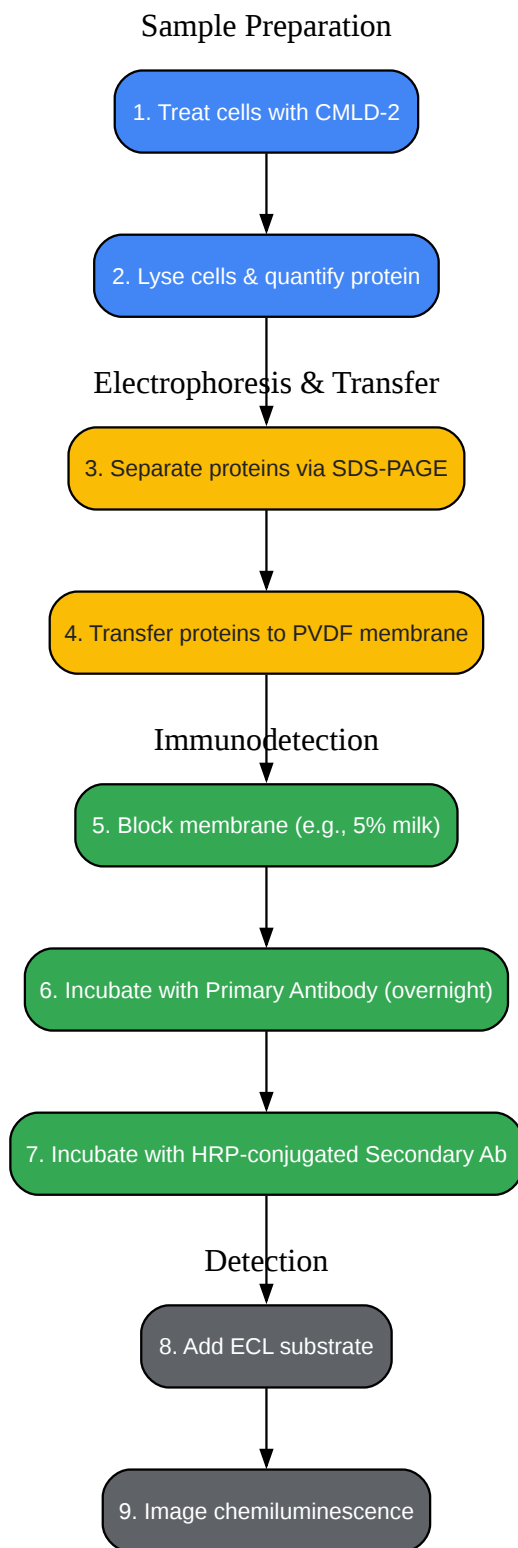 Sample Preparation
1. Treat cells with CMLD-2
2. Lyse cells & quantify protein
Electrophoresis & Transfer
3. Separate proteins via SDS-PAGE
4. Transfer proteins to PVDF membrane
Immunodetection
5. Block membrane (e.g., 5% milk)
6. Incubate with Primary Antibody (overnight)
7. Incubate with HRP-conjugated Secondary Ab
Detection
8. Add ECL substrate
9. Image chemiluminescence